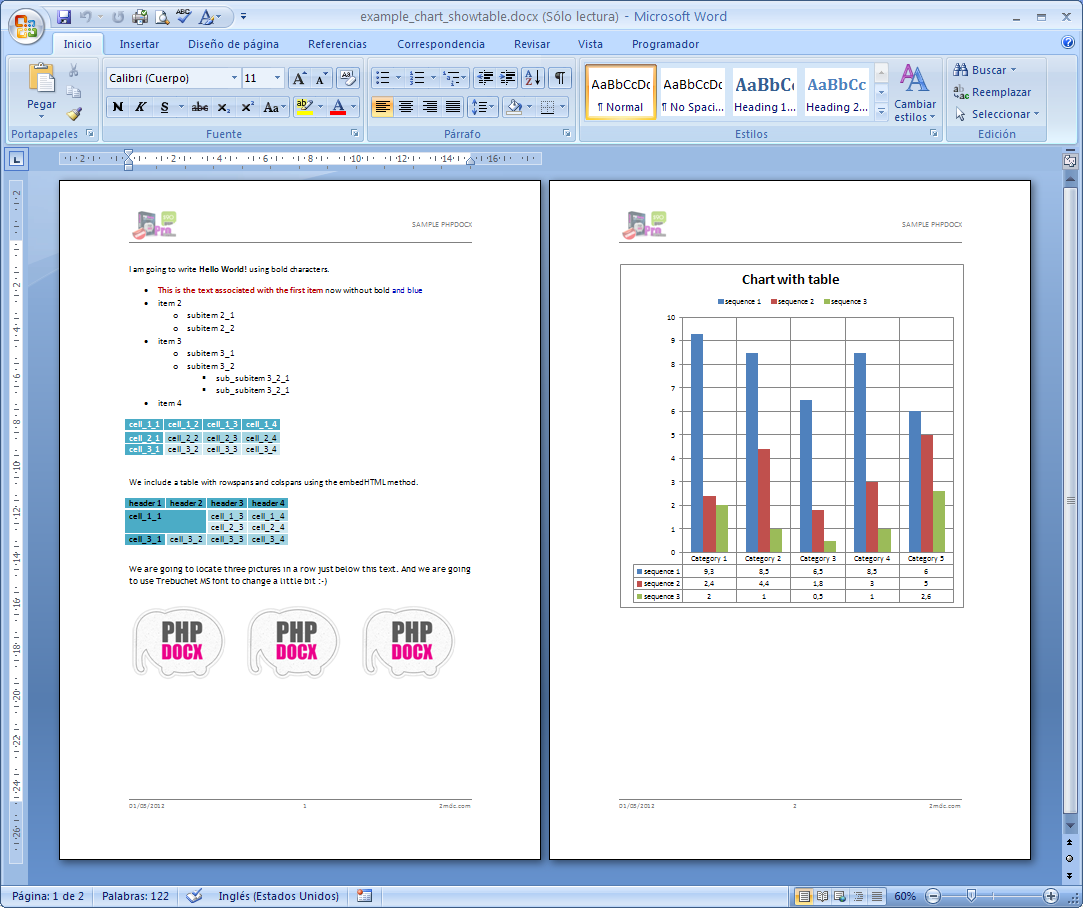 example_chart_showtable.docx (Sólo lectura) - Microsoft Word
Inicio Insertar Diseño de página Referencias Correspondencia Revisar Vista Programador
Pegar
Portapapeles
Calibri (Cuerpo) 11
N K S abc x₂ x² Aa
Fuente
Párrafo
AaBbCcDc AaBbCcDc AaBbCc AaBbCc
¶ Normal ¶ No Spaci... Heading 1... Heading 2...
Cambiar estilos
Estilos
Buscar
Reemplazar
Seleccionar
Edición
SAMPLE PHPDOCX
I am going to write Hello World! using bold characters.
• This is the text associated with the first item now without bold and blue
• item 2
o subitem 2_1
o subitem 2_2
• item 3
o subitem 3_1
o subitem 3_2
▪ sub_subitem 3_2_1
▪ sub_subitem 3_2_1
• item 4
cell_1_1 cell_1_2 cell_1_3 cell_1_4
cell_2_1 cell_2_2 cell_2_3 cell_2_4
cell_3_1 cell_3_2 cell_3_3 cell_3_4
We include a table with rowspans and colspans using the embedHTML method.
header 1 header 2 header 3 header 4
cell_1_1 cell_1_3 cell_1_4
cell_2_3 cell_2_4
cell_3_1 cell_3_2 cell_3_3 cell_3_4
We are going to locate three pictures in a row just below this text. And we are going
to use Trebuchet MS font to change a little bit :-)
PHP DOCX PHP DOCX PHP DOCX
01/03/2012 1 2mdc.com
SAMPLE PHPDOCX
Chart with table
sequence 1 sequence 2 sequence 3
10
9
8
7
6
5
4
3
2
1
0
Category 1 Category 2 Category 3 Category 4 Category 5
sequence 1 9,3 8,5 6,5 8,5 6
sequence 2 2,4 4,4 1,8 3 5
sequence 3 2 1 0,5 1 2,6
01/03/2012 2 2mdc.com
Página: 1 de 2 Palabras: 122 Inglés (Estados Unidos) 60%